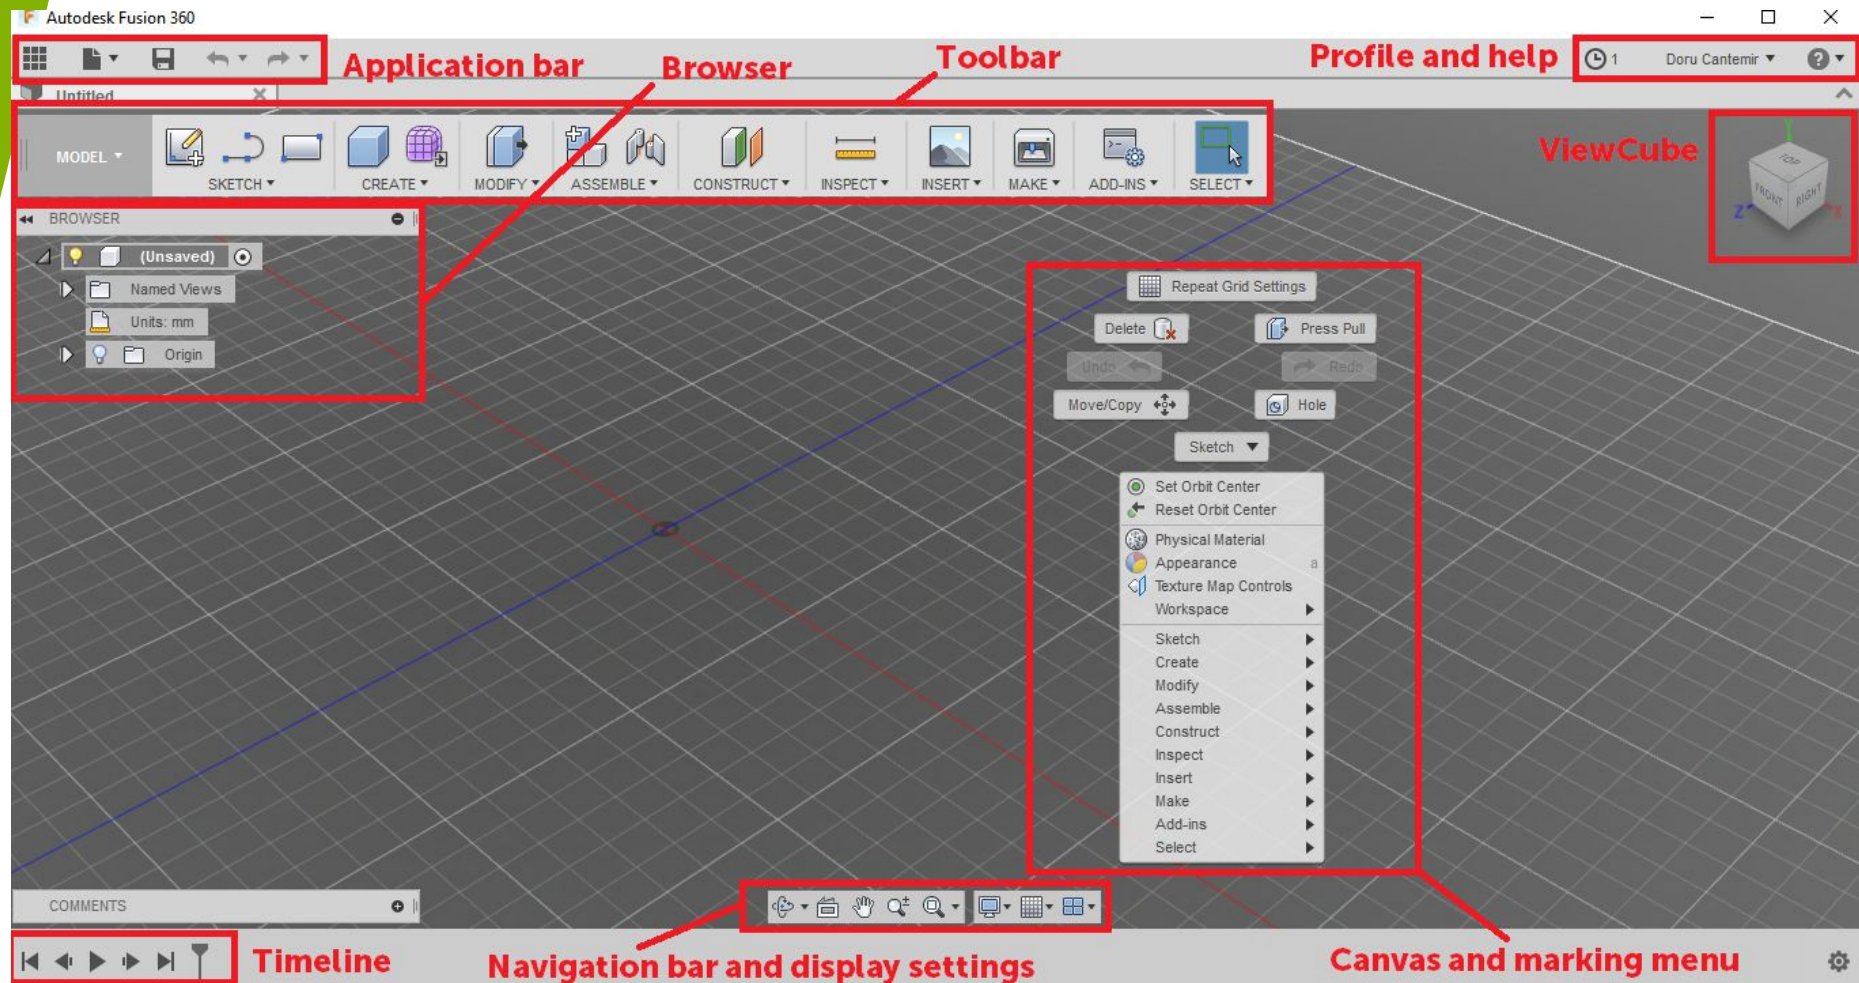 Autodesk Fusion 360
Application bar
Browser
Toolbar
Profile and help
1
Doru Cantemir
?
Untitled
MODEL
SKETCH
CREATE
MODIFY
ASSEMBLE
CONSTRUCT
INSPECT
INSERT
MAKE
ADD-INS
SELECT
ViewCube
TOP
FRONT
RIGHT
Z
X
BROWSER
(Unsaved)
Named Views
Units: mm
Origin
Repeat Grid Settings
Delete
Press Pull
Undo
Redo
Move/Copy
Hole
Sketch
Set Orbit Center
Reset Orbit Center
Physical Material
Appearance a
Texture Map Controls
Workspace
Sketch
Create
Modify
Assemble
Construct
Inspect
Insert
Make
Add-ins
Select
COMMENTS
Timeline
Navigation bar and display settings
Canvas and marking menu